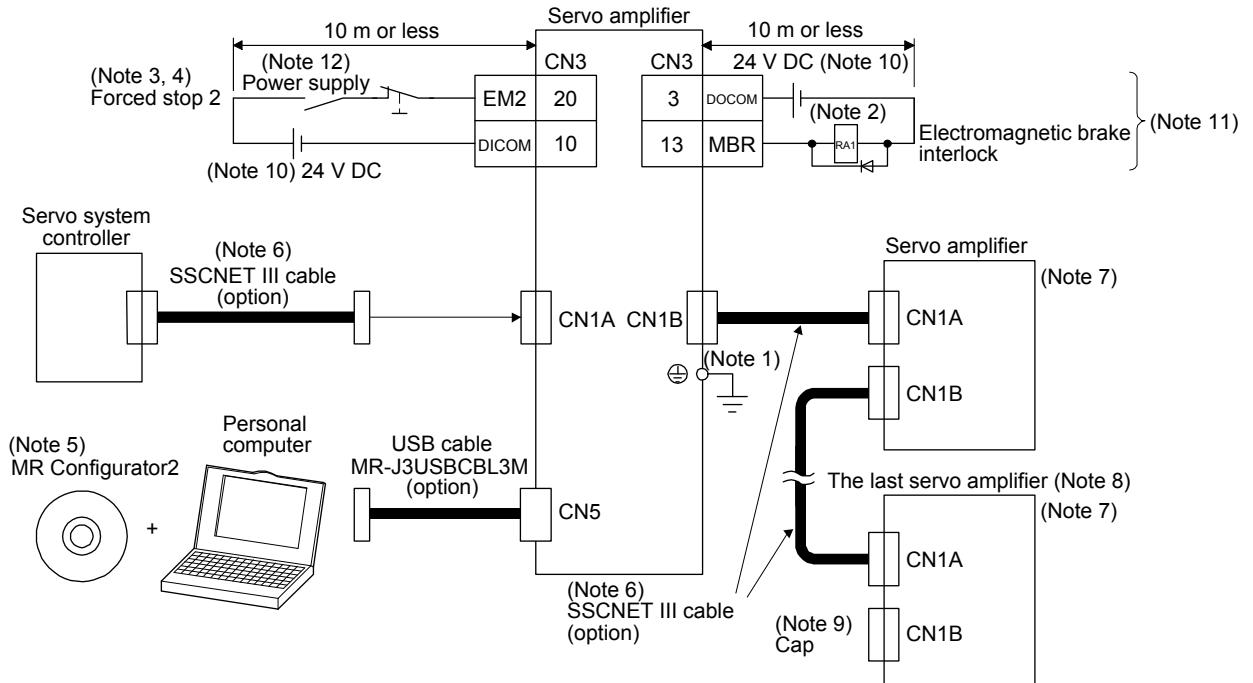 Servo amplifier
10 m or less
10 m or less
(Note 12)
Power supply
CN3
CN3
24 V DC (Note 10)
(Note 3, 4)
Forced stop 2
EM2
20
3
DOCOM
(Note 2)
DICOM
10
13
MBR
RA1
Electromagnetic brake
interlock
(Note 11)
(Note 10) 24 V DC
Servo system
controller
(Note 6)
SSCNET III cable
(option)
CN1A
CN1B
Servo amplifier
(Note 7)
CN1A
CN1B
(Note 1)
(Note 5)
MR Configurator2
+
Personal
computer
USB cable
MR-J3USBCBL3M
(option)
CN5
The last servo amplifier (Note 8)
(Note 7)
CN1A
CN1B
(Note 6)
SSCNET III cable
(option)
(Note 9)
Cap